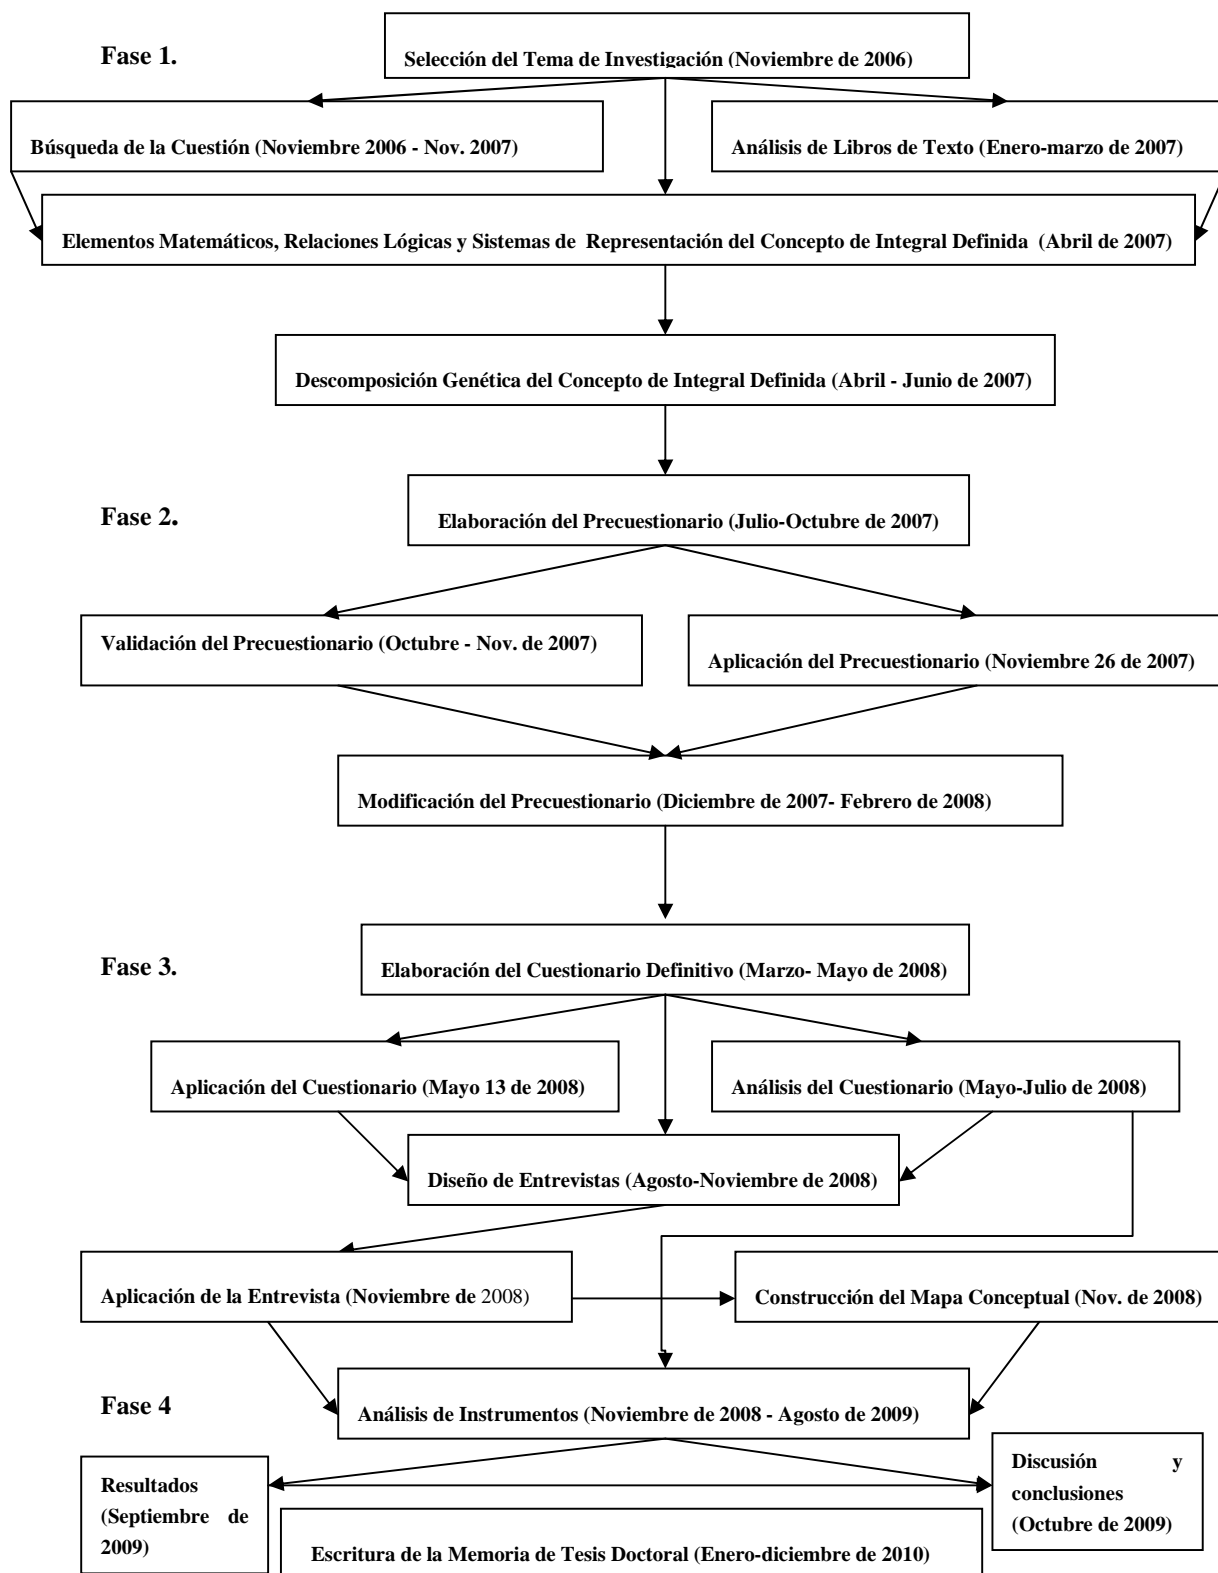 Fase 1.
Selección del Tema de Investigación (Noviembre de 2006)
Búsqueda de la Cuestión (Noviembre 2006 - Nov. 2007)
Análisis de Libros de Texto (Enero-marzo de 2007)
Elementos Matemáticos, Relaciones Lógicas y Sistemas de Representación del Concepto de Integral Definida (Abril de 2007)
Descomposición Genética del Concepto de Integral Definida (Abril - Junio de 2007)
Fase 2.
Elaboración del Precuestionario (Julio-Octubre de 2007)
Validación del Precuestionario (Octubre - Nov. de 2007)
Aplicación del Precuestionario (Noviembre 26 de 2007)
Modificación del Precuestionario (Diciembre de 2007- Febrero de 2008)
Fase 3.
Elaboración del Cuestionario Definitivo (Marzo- Mayo de 2008)
Aplicación del Cuestionario (Mayo 13 de 2008)
Análisis del Cuestionario (Mayo-Julio de 2008)
Diseño de Entrevistas (Agosto-Noviembre de 2008)
Aplicación de la Entrevista (Noviembre de 2008)
Construcción del Mapa Conceptual (Nov. de 2008)
Fase 4
Análisis de Instrumentos (Noviembre de 2008 - Agosto de 2009)
Resultados
(Septiembre de
2009)
Discusión y
conclusiones
(Octubre de 2009)
Escritura de la Memoria de Tesis Doctoral (Enero-diciembre de 2010)